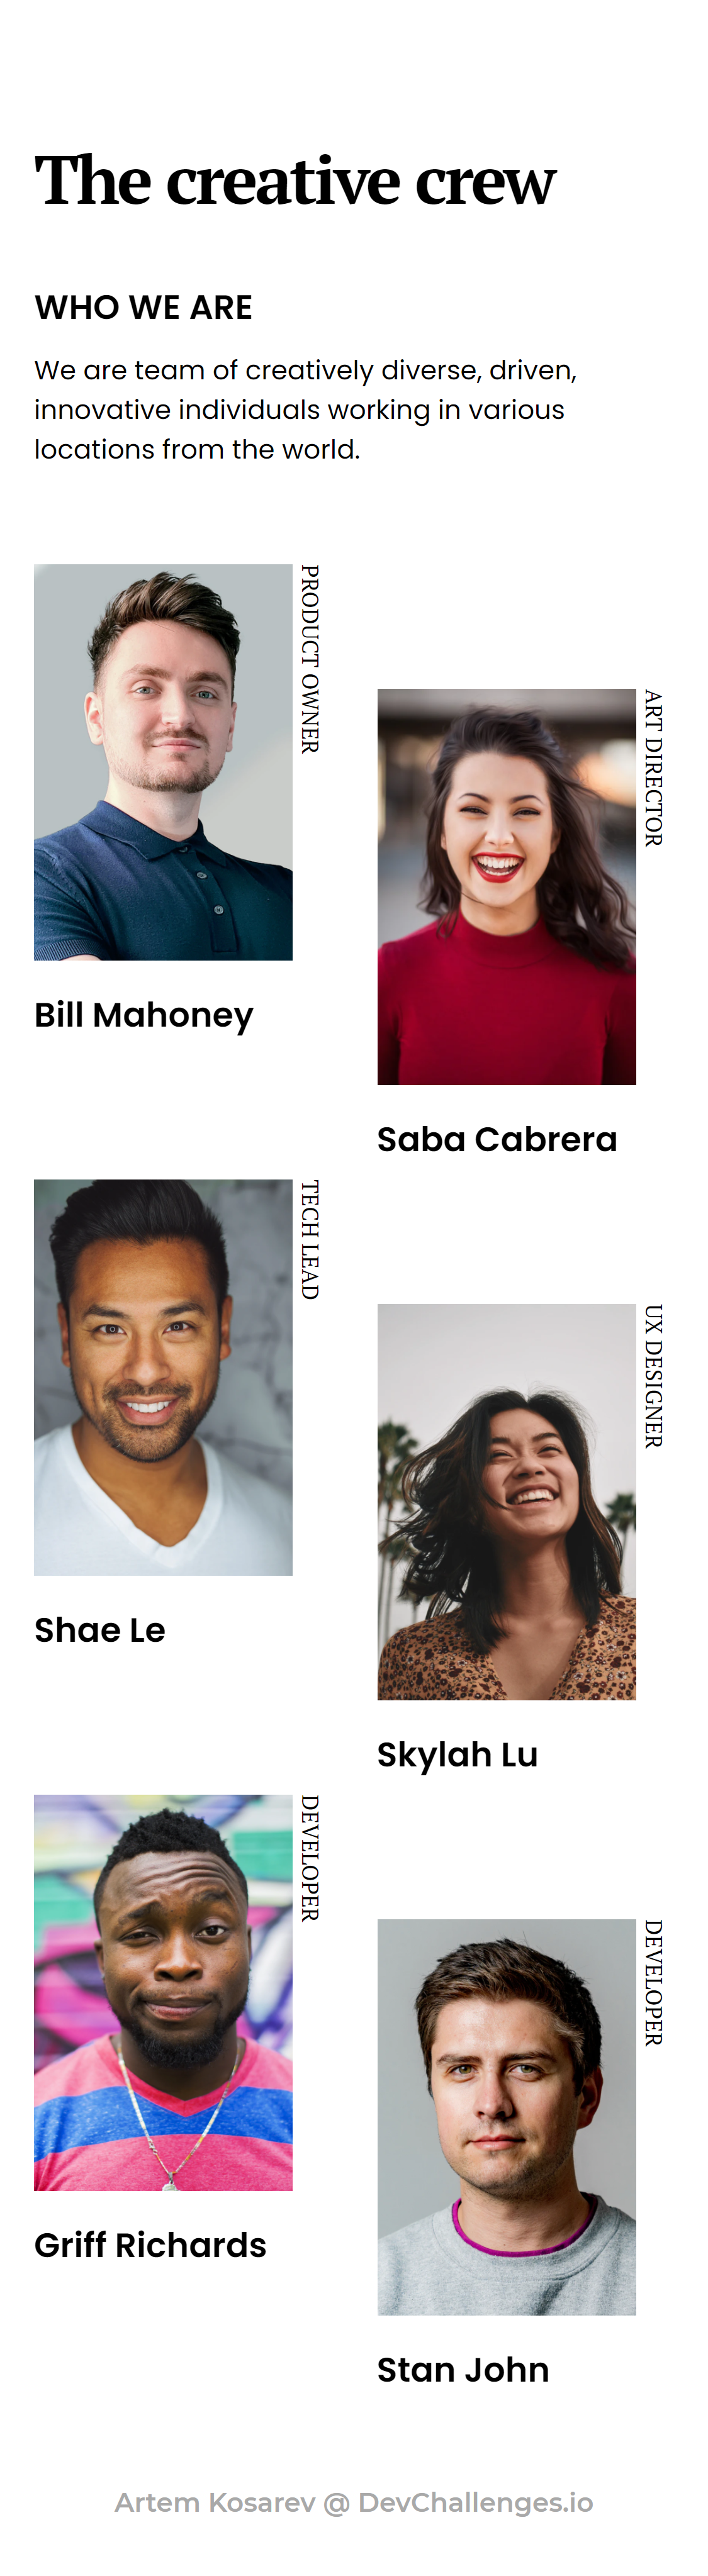 The creative crew
WHO WE ARE
We are team of creatively diverse, driven,
innovative individuals working in various
locations from the world.
PRODUCT OWNER
Bill Mahoney
ART DIRECTOR
Saba Cabrera
TECH LEAD
Shae Le
UX DESIGNER
Skylah Lu
DEVELOPER
Griff Richards
DEVELOPER
Stan John
Artem Kosarev @ DevChallenges.io